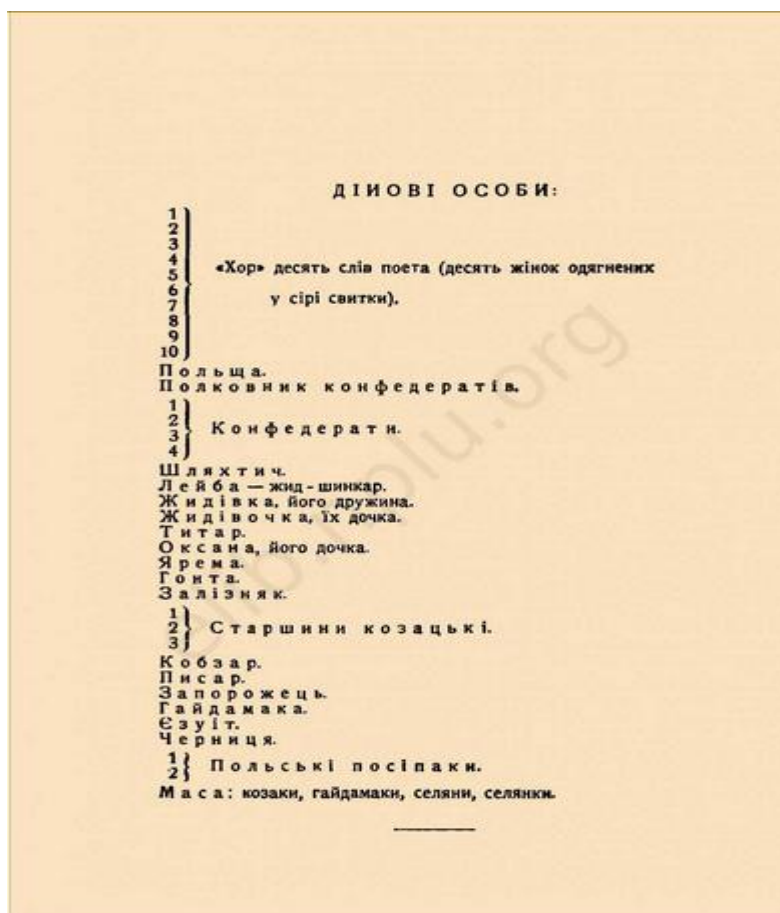 ДІЙОВІ ОСОБИ:
1
2
3
4
5
6
7
8
9
10
«Хор» десять слів поета (десять жінок одягнених
у сірі свитки).
Польща.
Полковник конфедератів.
1
2
3
4
Конфедерати.
Шляхтич.
Лейба — жид-шинкар.
Жидівка, його дружина.
Жидівочка, їх дочка.
Титар.
Оксана, його дочка.
Ярема.
Гонта.
Залізняк.
1
2
3
Старшини козацькі.
Кобзар.
Писар.
Запорожець.
Гайдамака.
Єзуіт.
Черниця.
1
2
Польські посіпаки.
Маса: козаки, гайдамаки, селяни, селянки.